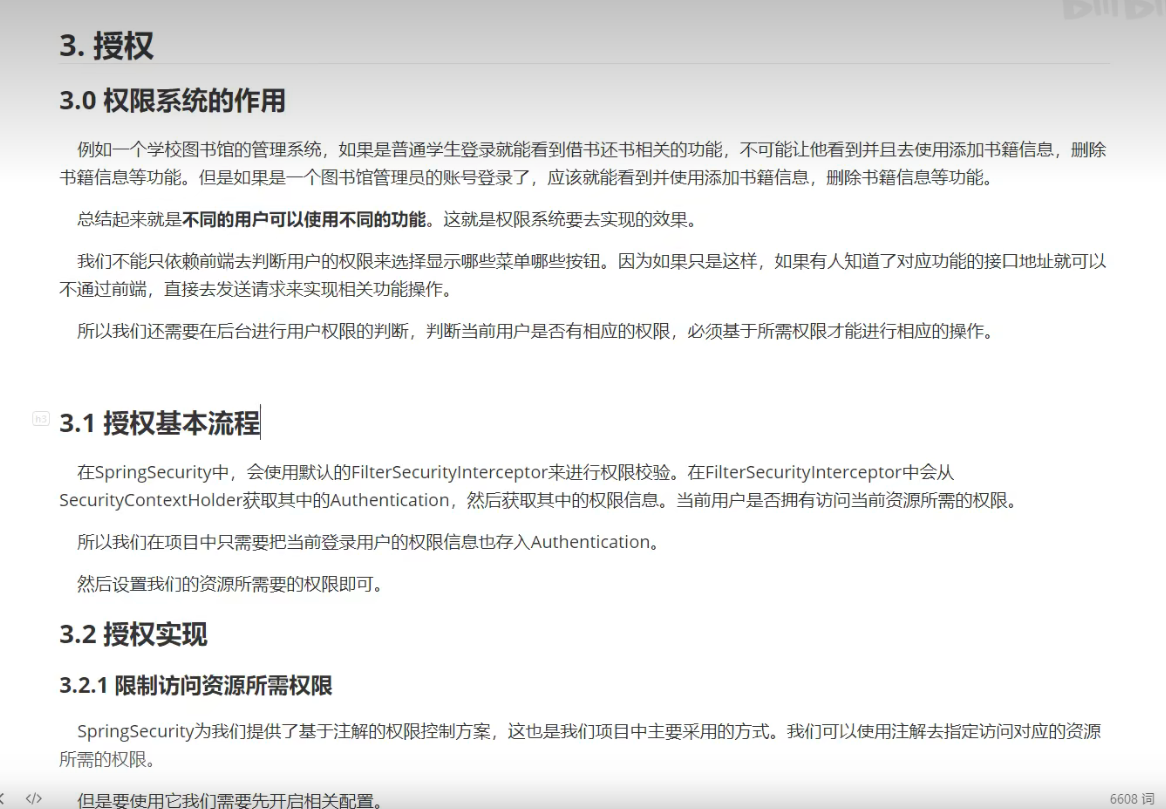 3. 授权
3.0 权限系统的作用
例如一个学校图书馆的管理系统，如果是普通学生登录就能看到借书还书相关的功能，不可能让他看到并且去使用添加书籍信息，删除
书籍信息等功能。但是如果是一个图书馆管理员的账号登录了，应该就能看到并使用添加书籍信息，删除书籍信息等功能。
总结起来就是不同的用户可以使用不同的功能。这就是权限系统要去实现的效果。
我们不能只依赖前端去判断用户的权限来选择显示哪些菜单哪些按钮。因为如果只是这样，如果有人知道了对应功能的接口地址就可以
不通过前端，直接去发送请求来实现相关功能操作。
所以我们还需要在后台进行用户权限的判断，判断当前用户是否有相应的权限，必须基于所需权限才能进行相应的操作。
h3
3.1 授权基本流程
在SpringSecurity中，会使用默认的FilterSecurityInterceptor来进行权限校验。在FilterSecurityInterceptor中会从
SecurityContextHolder获取其中的Authentication，然后获取其中的权限信息。当前用户是否拥有访问当前资源所需的权限。
所以我们在项目中只需要把当前登录用户的权限信息也存入Authentication。
然后设置我们的资源所需要的权限即可。
3.2 授权实现
3.2.1 限制访问资源所需权限
SpringSecurity为我们提供了基于注解的权限控制方案，这也是我们项目中主要采用的方式。我们可以使用注解去指定访问对应的资源
所需的权限。
但是要使用它我们需要先开启相关配置。
6608 词